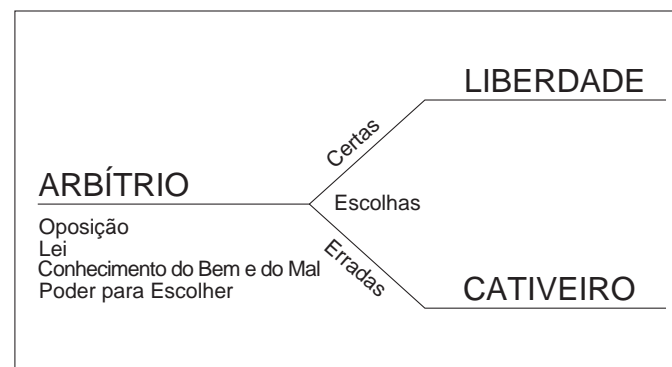 LIBERDADE
Certas
ARBÍTRIO
Escolhas
Oposição
Lei
Conhecimento do Bem e do Mal
Poder para Escolher
Erradas
CATIVEIRO